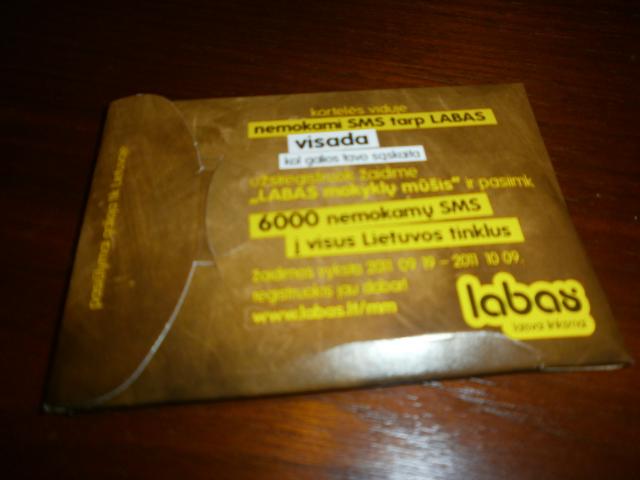 kortelės viduje
nemokami SMS tarp LABAS
visada
kol galios tavo sąskaita
užsiregistruok žaidime
„LABAS mokyklų mūšis" ir pasiimk
6000 nemokamų SMS
į visus Lietuvos tinklus
Žaidimas vyksta 2011 09 19 – 2011 10 09.
registruokis jau dabar!
www.labas.lt/mm
labas
laisvai linksmai